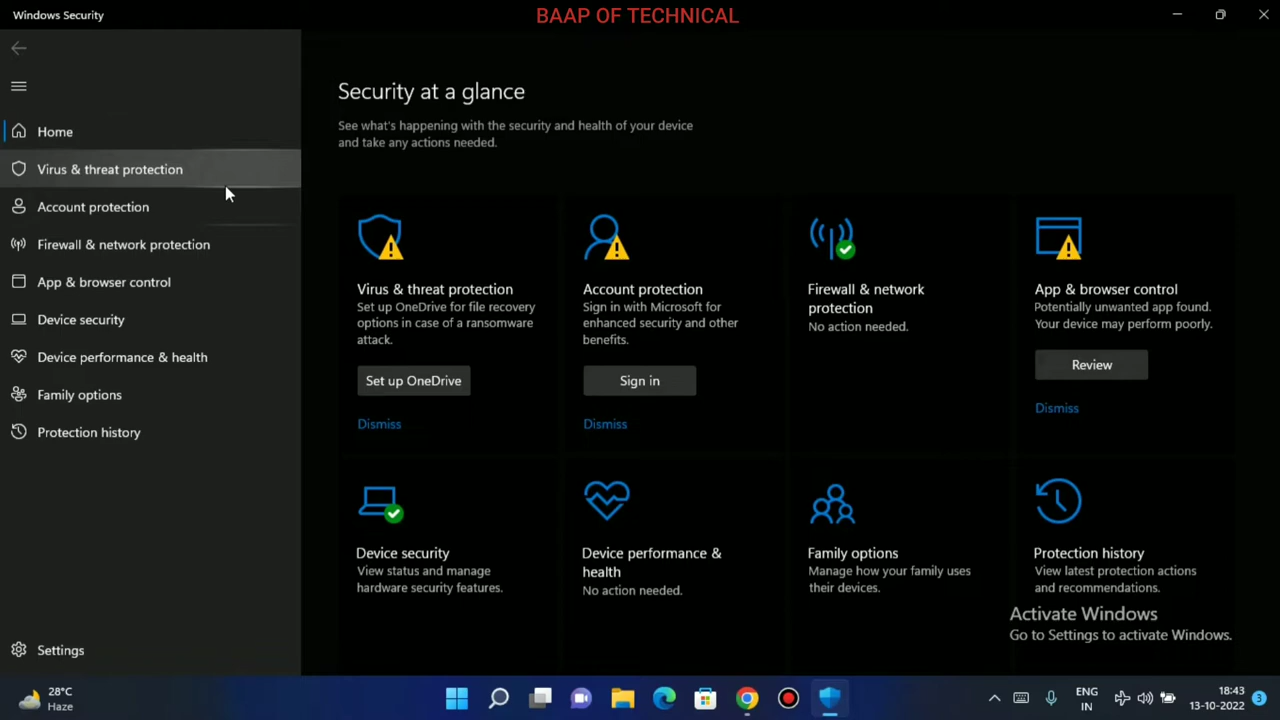 Windows Security
BAAP OF TECHNICAL
Home
Virus & threat protection
Account protection
Firewall & network protection
App & browser control
Device security
Device performance & health
Family options
Protection history
Settings
Security at a glance
See what's happening with the security and health of your device
and take any actions needed.
Virus & threat protection
Set up OneDrive for file recovery
options in case of a ransomware
attack.
Set up OneDrive
Dismiss
Account protection
Sign in with Microsoft for
enhanced security and other
benefits.
Sign in
Dismiss
Firewall & network
protection
No action needed.
App & browser control
Potentially unwanted app found.
Your device may perform poorly.
Review
Dismiss
Device security
View status and manage
hardware security features.
Device performance &
health
No action needed.
Family options
Manage how your family uses
their devices.
Protection history
View latest protection actions
and recommendations.
Activate Windows
Go to Settings to activate Windows.
28°C
Haze
ENG
IN
18:43
13-10-2022
3